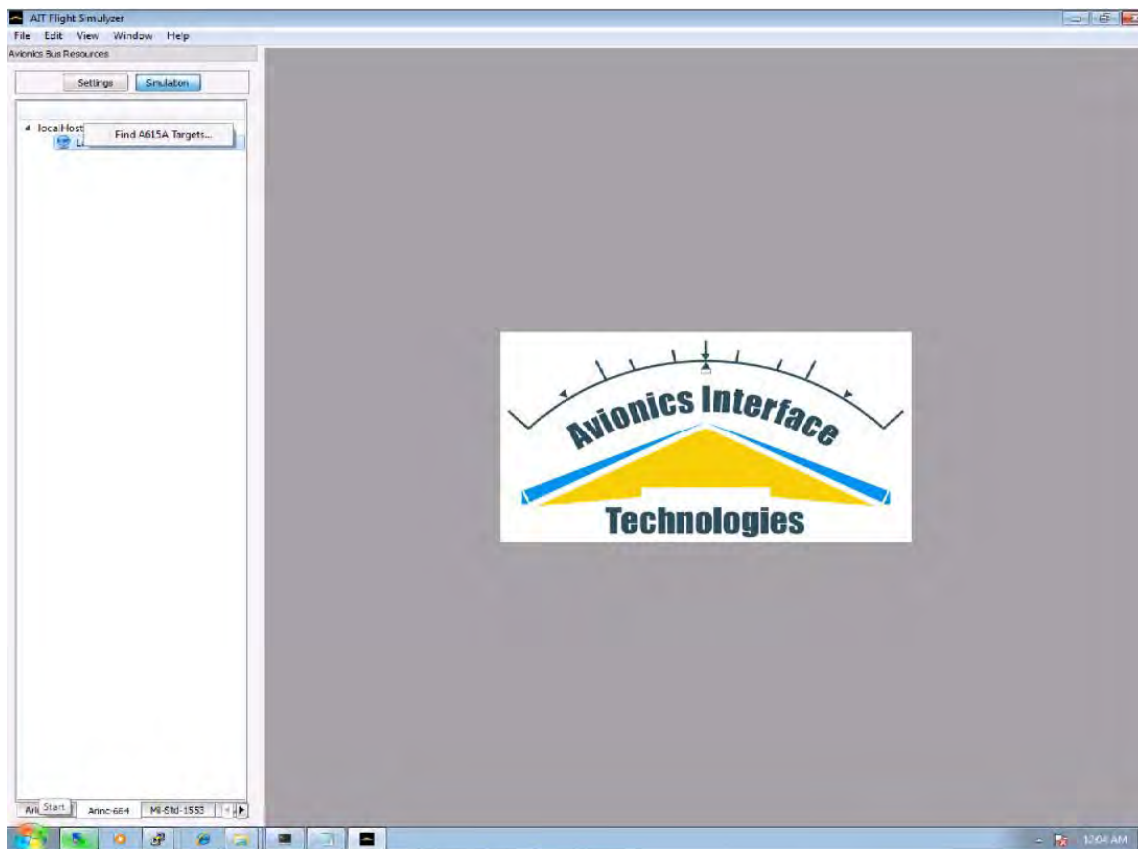 AIT Flight Simulyzer
File Edit View Window Help
Avionics Bus Resources
Settings Simulation
localHost
Find A615A Targets...
Avionics Interface
Technologies
Start Arinc-664 Mil-Std-1553
12:04 AM